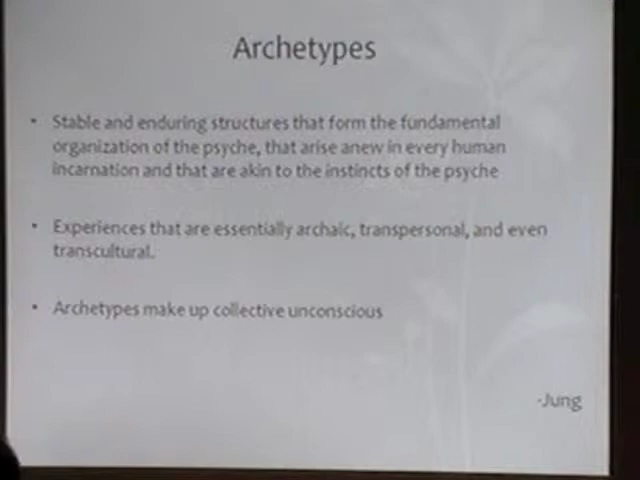 Archetypes
• Stable and enduring structures that form the fundamental
organization of the psyche, that arise anew in every human
incarnation and that are akin to the instincts of the psyche
• Experiences that are essentially archaic, transpersonal, and even
transcultural.
• Archetypes make up collective unconscious
-Jung